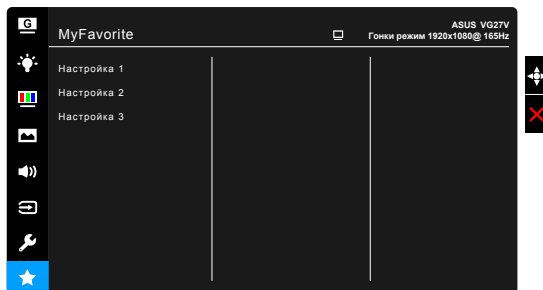 G
MyFavorite
ASUS VG27V
Гонки режим 1920x1080@ 165Hz
Настройка 1
Настройка 2
Настройка 3